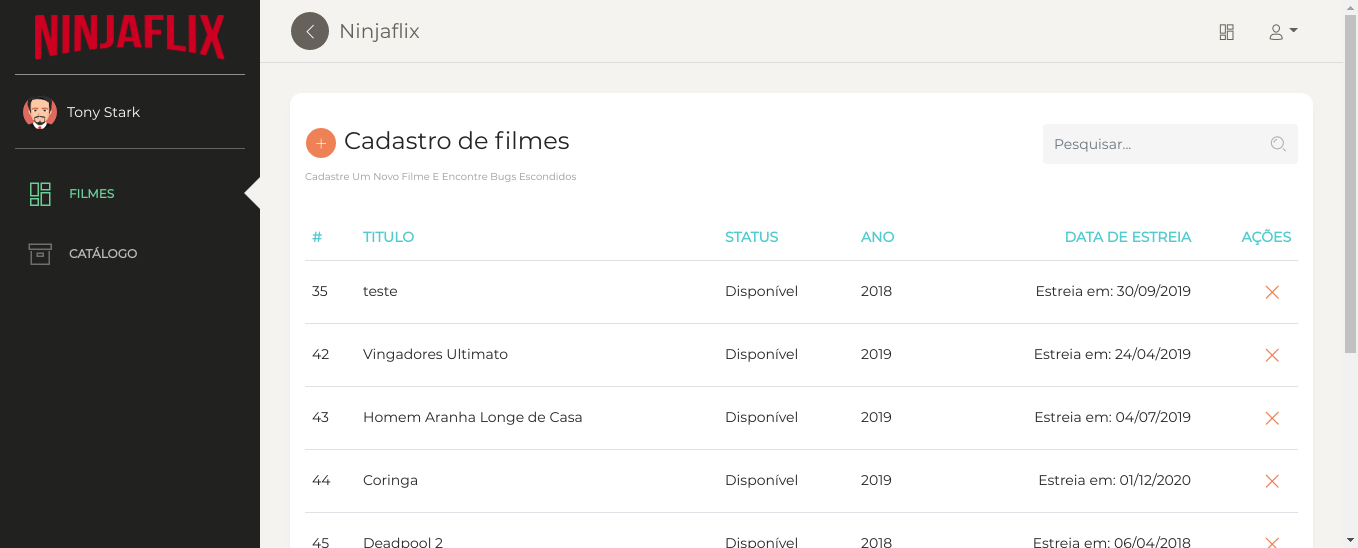 NINJAFLIX
Ninjaflix
Tony Stark
FILMES
CATÁLOGO
Cadastro de filmes
Pesquisar...
Cadastre Um Novo Filme E Encontre Bugs Escondidos
# TITULO STATUS ANO DATA DE ESTREIA AÇÕES
35 teste Disponível 2018 Estreia em: 30/09/2019
42 Vingadores Ultimato Disponível 2019 Estreia em: 24/04/2019
43 Homem Aranha Longe de Casa Disponível 2019 Estreia em: 04/07/2019
44 Coringa Disponível 2019 Estreia em: 01/12/2020
45 Deadpool 2 Disponível 2018 Estreia em: 06/04/2018